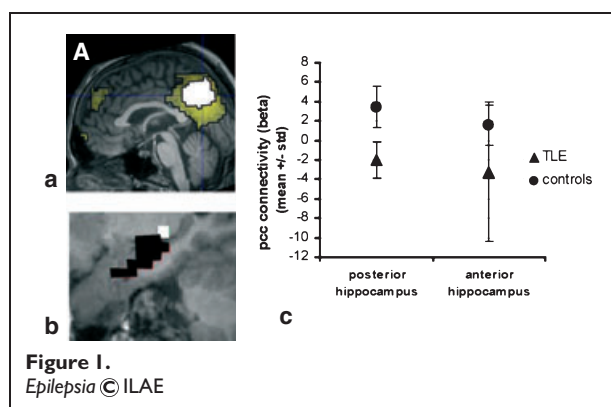 A
a
b
pcc connectivity (beta)
(mean +/- std)
8
6
4
2
0
-2
-4
-6
-8
-10
-12
posterior
hippocampus
anterior
hippocampus
TLE
controls
c
Figure 1.
Epilepsia © ILAE